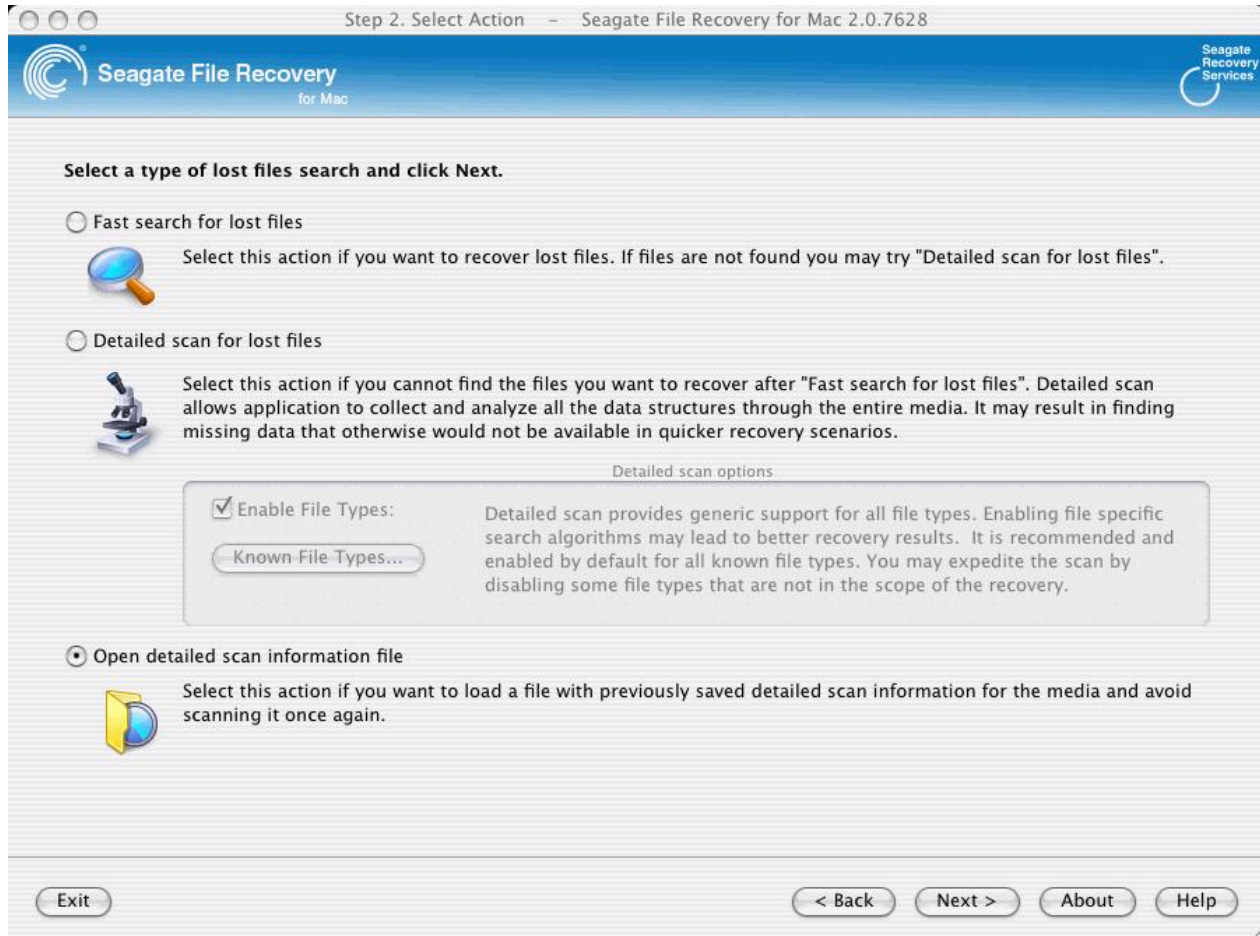 Step 2. Select Action – Seagate File Recovery for Mac 2.0.7628
Seagate File Recovery
for Mac
Seagate
Recovery
Services
Select a type of lost files search and click Next.
Fast search for lost files
Select this action if you want to recover lost files. If files are not found you may try "Detailed scan for lost files".
Detailed scan for lost files
Select this action if you cannot find the files you want to recover after "Fast search for lost files". Detailed scan
allows application to collect and analyze all the data structures through the entire media. It may result in finding
missing data that otherwise would not be available in quicker recovery scenarios.
Detailed scan options
Enable File Types:
Known File Types...
Detailed scan provides generic support for all file types. Enabling file specific
search algorithms may lead to better recovery results. It is recommended and
enabled by default for all known file types. You may expedite the scan by
disabling some file types that are not in the scope of the recovery.
Open detailed scan information file
Select this action if you want to load a file with previously saved detailed scan information for the media and avoid
scanning it once again.
Exit
< Back
Next >
About
Help